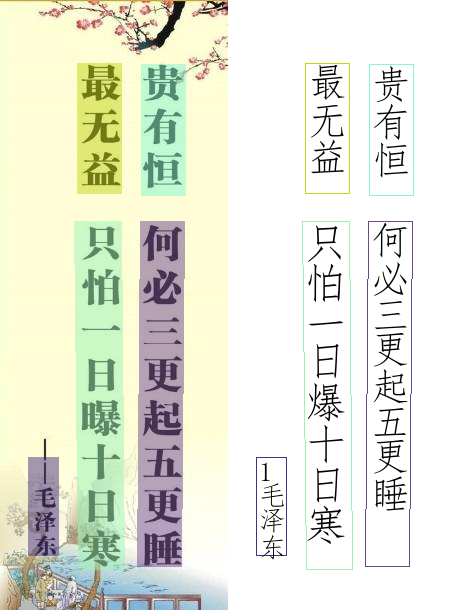 贵有恒
何必三更起五更睡
最无益
只怕一日曝十日寒
——毛泽东
贵有恒
何必三更起五更睡
最无益
只怕一日爆十日寒
1毛泽东